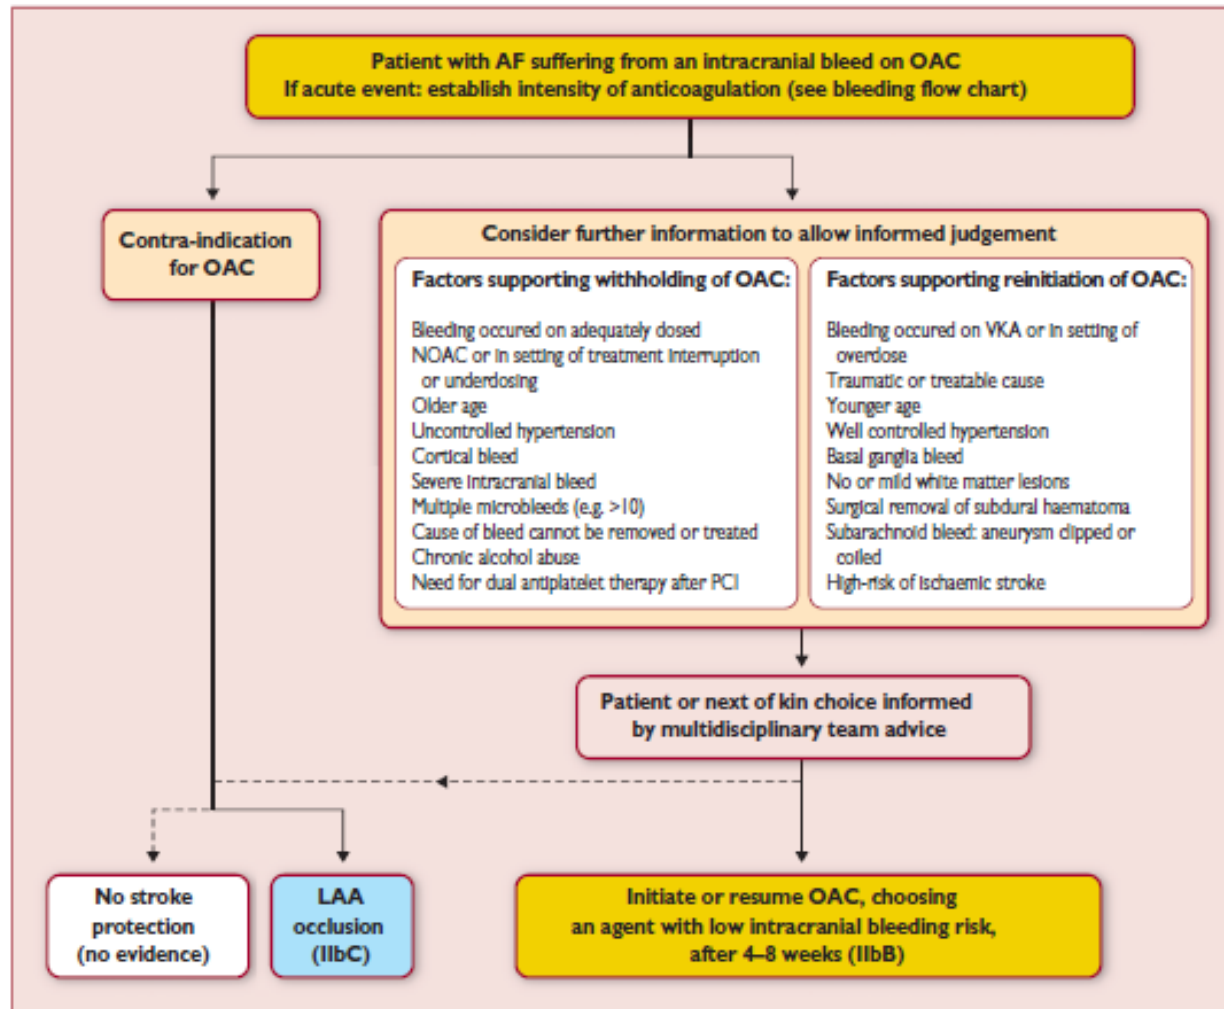 Patient with AF suffering from an intracranial bleed on OAC
If acute event: establish intensity of anticoagulation (see bleeding flow chart)
Contra-indication
for OAC
Consider further information to allow informed judgement
Factors supporting withholding of OAC:
Bleeding occured on adequately dosed
NOAC or in setting of treatment interruption
or underdosing
Older age
Uncontrolled hypertension
Cortical bleed
Severe intracranial bleed
Multiple microbleeds (e.g. >10)
Cause of bleed cannot be removed or treated
Chronic alcohol abuse
Need for dual antiplatelet therapy after PCI
Factors supporting reinitiation of OAC:
Bleeding occured on VKA or in setting of
overdose
Traumatic or treatable cause
Younger age
Well controlled hypertension
Basal ganglia bleed
No or mild white matter lesions
Surgical removal of subdural haematoma
Subarachnoid bleed: aneurysm clipped or
coiled
High-risk of ischaemic stroke
Patient or next of kin choice informed
by multidisciplinary team advice
No stroke
protection
(no evidence)
LAA
occlusion
(IIbC)
Initiate or resume OAC, choosing
an agent with low intracranial bleeding risk,
after 4–8 weeks (IIbB)